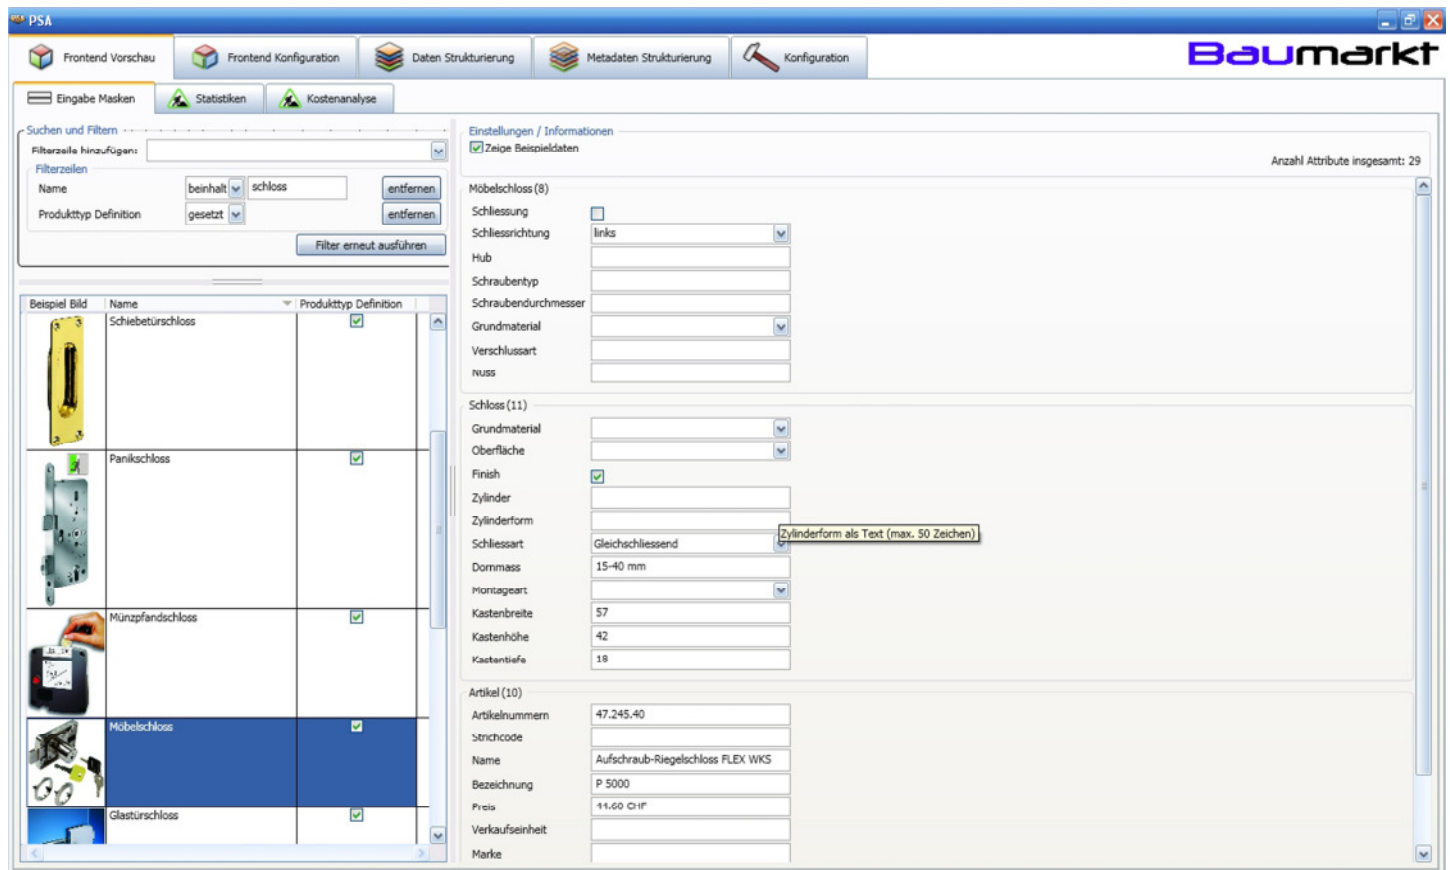 PSA
Frontend Vorschau
Frontend Konfiguration
Daten Strukturierung
Metadaten Strukturierung
Konfiguration
Baumarkt
Eingabe Masken
Statistiken
Kostenanalyse
Suchen und Filtern
Filterzeile hinzufügen:
Filterzeilen
Name beinhalt schloss entfernen
Produkttyp Definition gesetzt entfernen
Filter erneut ausführen
Beispiel Bild Name Produkttyp Definition
Schiebetürschloss
Panikschloss
Münzpfandschloss
Möbelschloss
Glastürschloss
Einstellungen / Informationen
Zeige Beispieldaten
Anzahl Attribute insgesamt: 29
Möbelschloss (8)
Schliessung
Schliessrichtung links
Hub
Schraubentyp
Schraubendurchmesser
Grundmaterial
Verschlussart
Nuss
Schloss (11)
Grundmaterial
Oberfläche
Finish
Zylinder
Zylinderform
Zylinderform als Text (max. 50 Zeichen)
Schliessart Gleichschliessend
Dornmass 15-40 mm
Montageart
Kastenbreite 57
Kastenhöhe 42
Kastentiefe 18
Artikel (10)
Artikelnummern 47.245.40
Strichcode
Name Aufschraub-Riegelschloss FLEX WKS
Bezeichnung P 5000
Preis 44.60 CHF
Verkaufseinheit
Marke